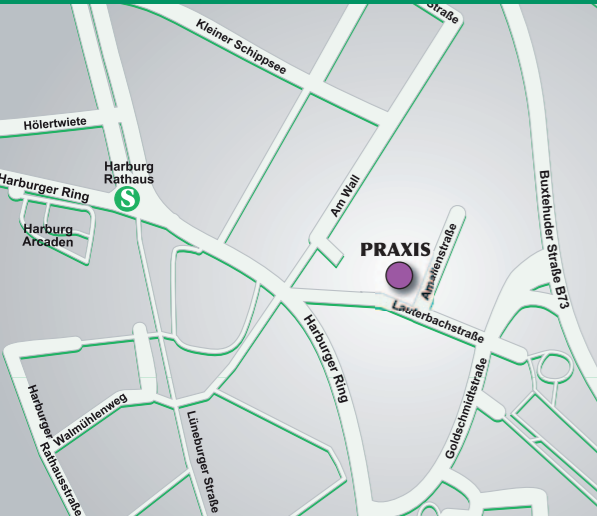 Straße
Kleiner Schippsee
Hölertwiete
Harburg
Rathaus
S
Harburger Ring
Harburg
Arcaden
Am Wall
Buxtehuder Straße B73
PRAXIS
Amalienstraße
Lauterbachstraße
Harburger Ring
Goldschmidtstraße
Harburger Rathausstraße
Walmühlenweg
Lüneburger Straße